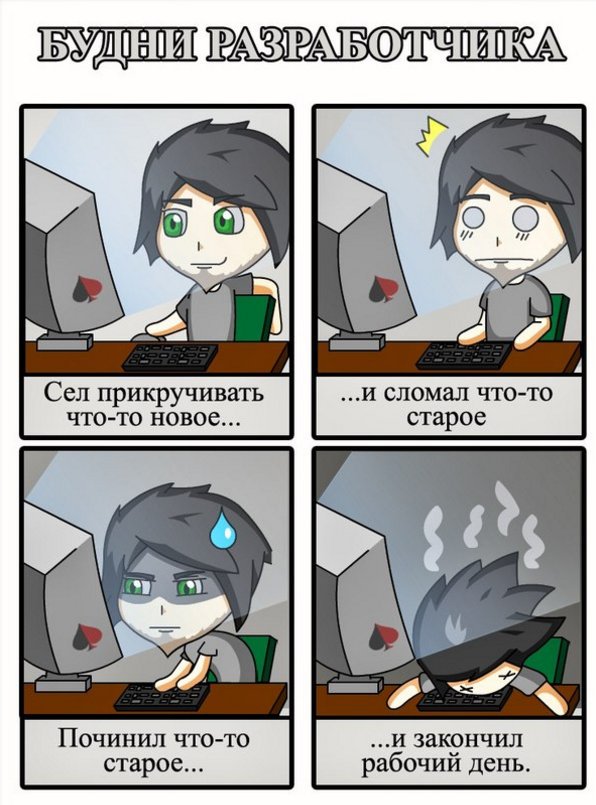 БУДНИ РАЗРАБОТЧИКА
Сел прикручивать
что-то новое...
...и сломал что-то
старое
Починил что-то
старое...
...и закончил
рабочий день.